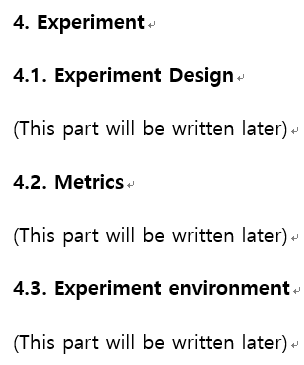 4. Experiment
4.1. Experiment Design
(This part will be written later)
4.2. Metrics
(This part will be written later)
4.3. Experiment environment
(This part will be written later)